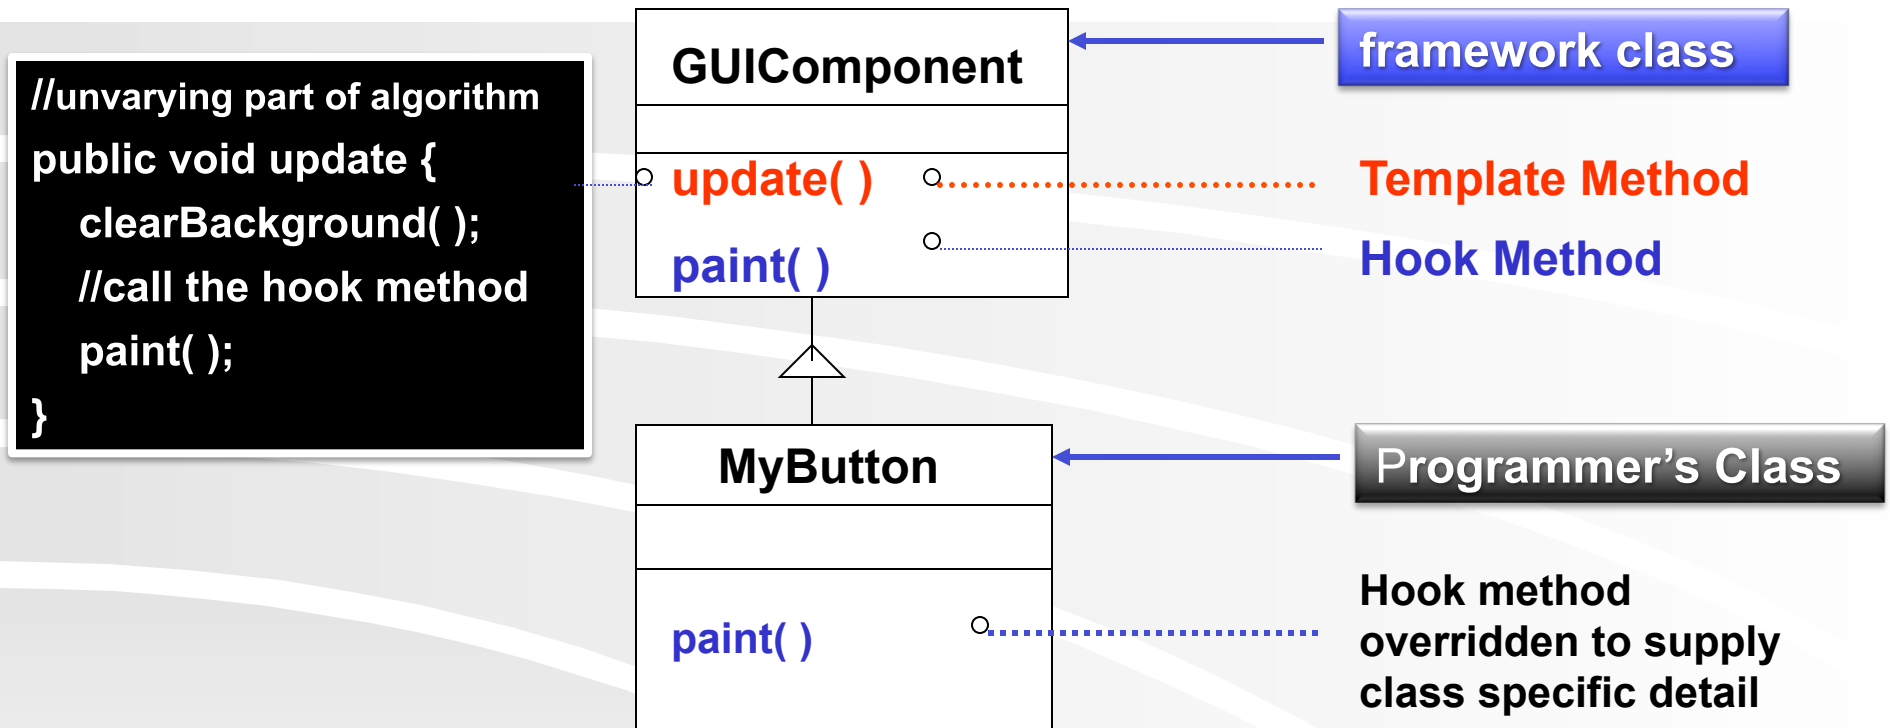 //unvarying part of algorithm
public void update {
clearBackground( );
//call the hook method
paint( );
}
GUIComponent
update( )
paint( )
framework class
Template Method
Hook Method
MyButton
paint( )
Programmer’s Class
Hook method
overridden to supply
class specific detail